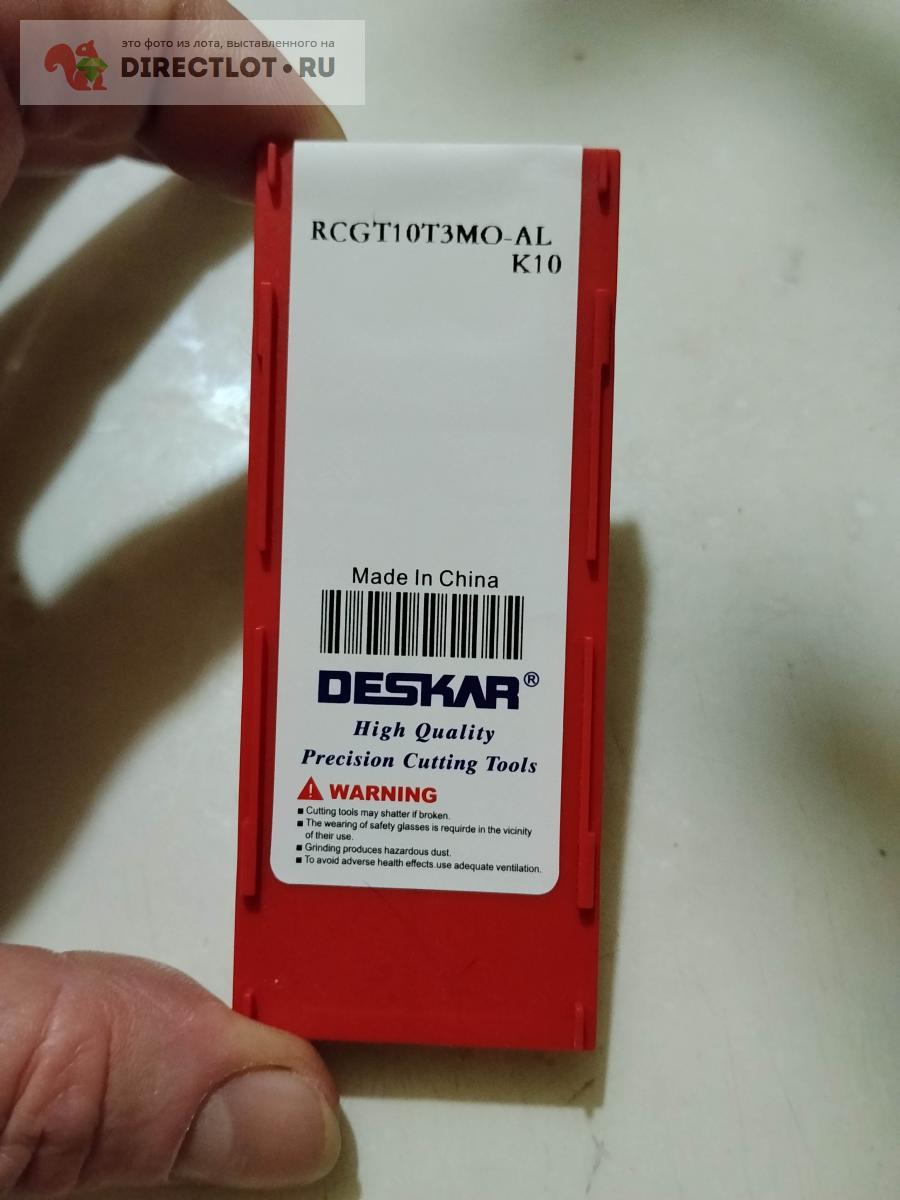 это фото из лота, выставленного на
DIRECTLOT•RU
RCGT10T3MO-AL
K10
Made In China
DESKAR®
High Quality
Precision Cutting Tools
WARNING
■ Cutting tools may shatter if broken.
■ The wearing of safety glasses is requirde in the vicinity
of their use.
■ Grinding produces hazardous dust.
■ To avoid adverse health effects.use adequate ventilation.